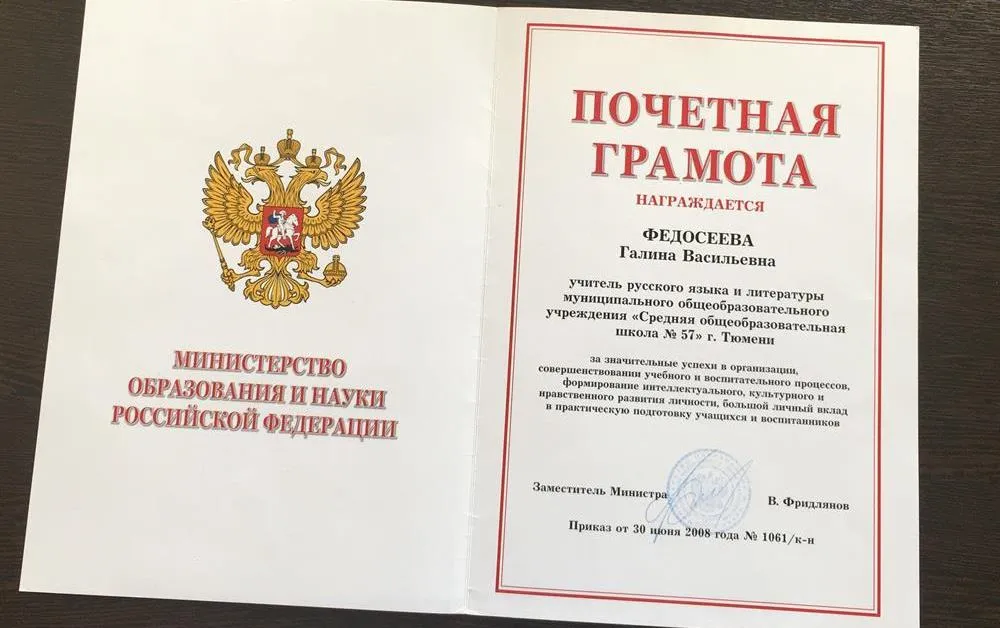 МИНИСТЕРСТВО
ОБРАЗОВАНИЯ И НАУКИ
РОССИЙСКОЙ ФЕДЕРАЦИИ
ПОЧЕТНАЯ
ГРАМОТА
НАГРАЖДАЕТСЯ
ФЕДОСЕЕВА
Галина Васильевна
учитель русского языка и литературы
муниципального общеобразовательного
учреждения «Средняя общеобразовательная
школа № 57» г. Тюмени
за значительные успехи в организации,
совершенствовании учебного и воспитательного процессов,
формирование интеллектуального, культурного и
нравственного развития личности, большой личный вклад
в практическую подготовку учащихся и воспитанников
Заместитель Министра
В. Фридлянов
Приказ от 30 июня 2008 года № 1061/к-н